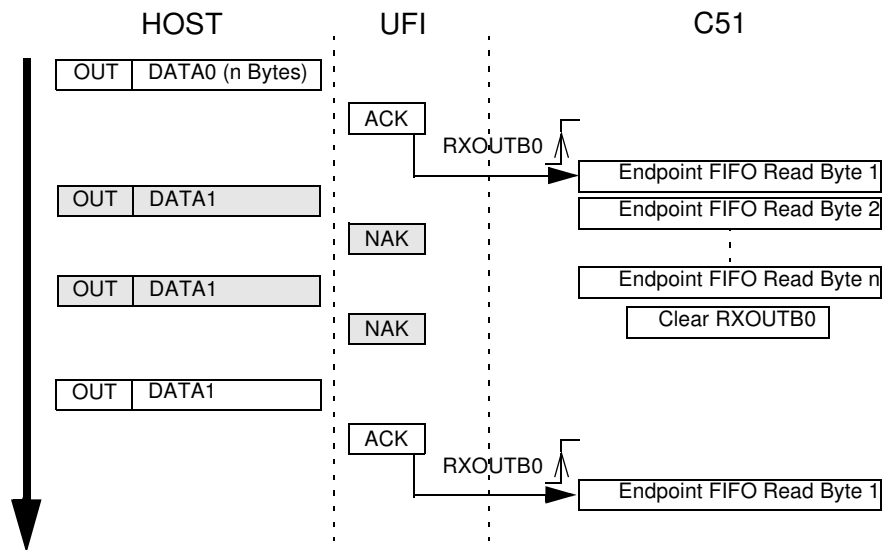 HOST UFI C51
OUT DATA0 (n Bytes)
ACK
RXOUTB0
Endpoint FIFO Read Byte 1
OUT DATA1
Endpoint FIFO Read Byte 2
NAK
OUT DATA1
Endpoint FIFO Read Byte n
NAK
Clear RXOUTB0
OUT DATA1
ACK
RXOUTB0
Endpoint FIFO Read Byte 1